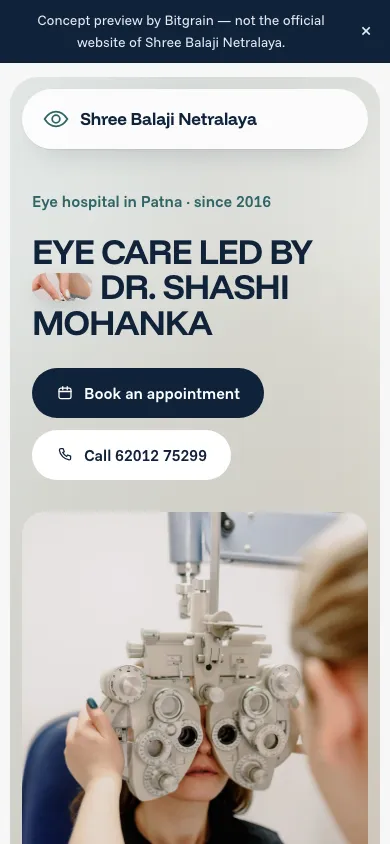 Concept preview by Bitgrain — not the official
website of Shree Balaji Netralaya.
×
Shree Balaji Netralaya
Eye hospital in Patna · since 2016
EYE CARE LED BY
DR. SHASHI
MOHANKA
Book an appointment
Call 62012 75299